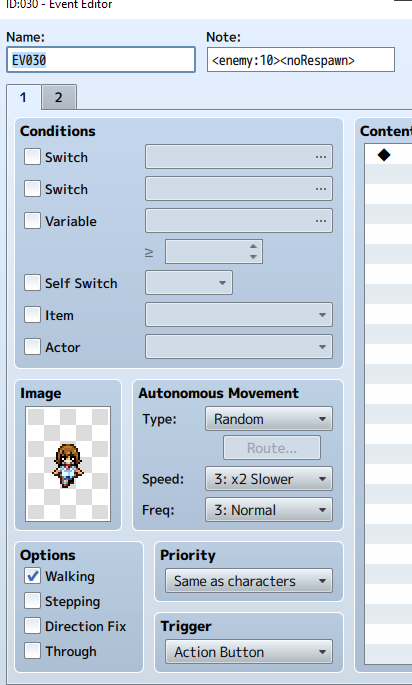 ID:030 - Event Editor
Name:
Note:
EV030
<enemy:10><noRespawn>
1
2
Conditions
Switch
...
Switch
...
Variable
...
≥
Self Switch
Item
Actor
Image
Autonomous Movement
Type:
Random
Route...
Speed:
3: x2 Slower
Freq:
3: Normal
Options
Walking
Stepping
Direction Fix
Through
Priority
Same as characters
Trigger
Action Button
Content